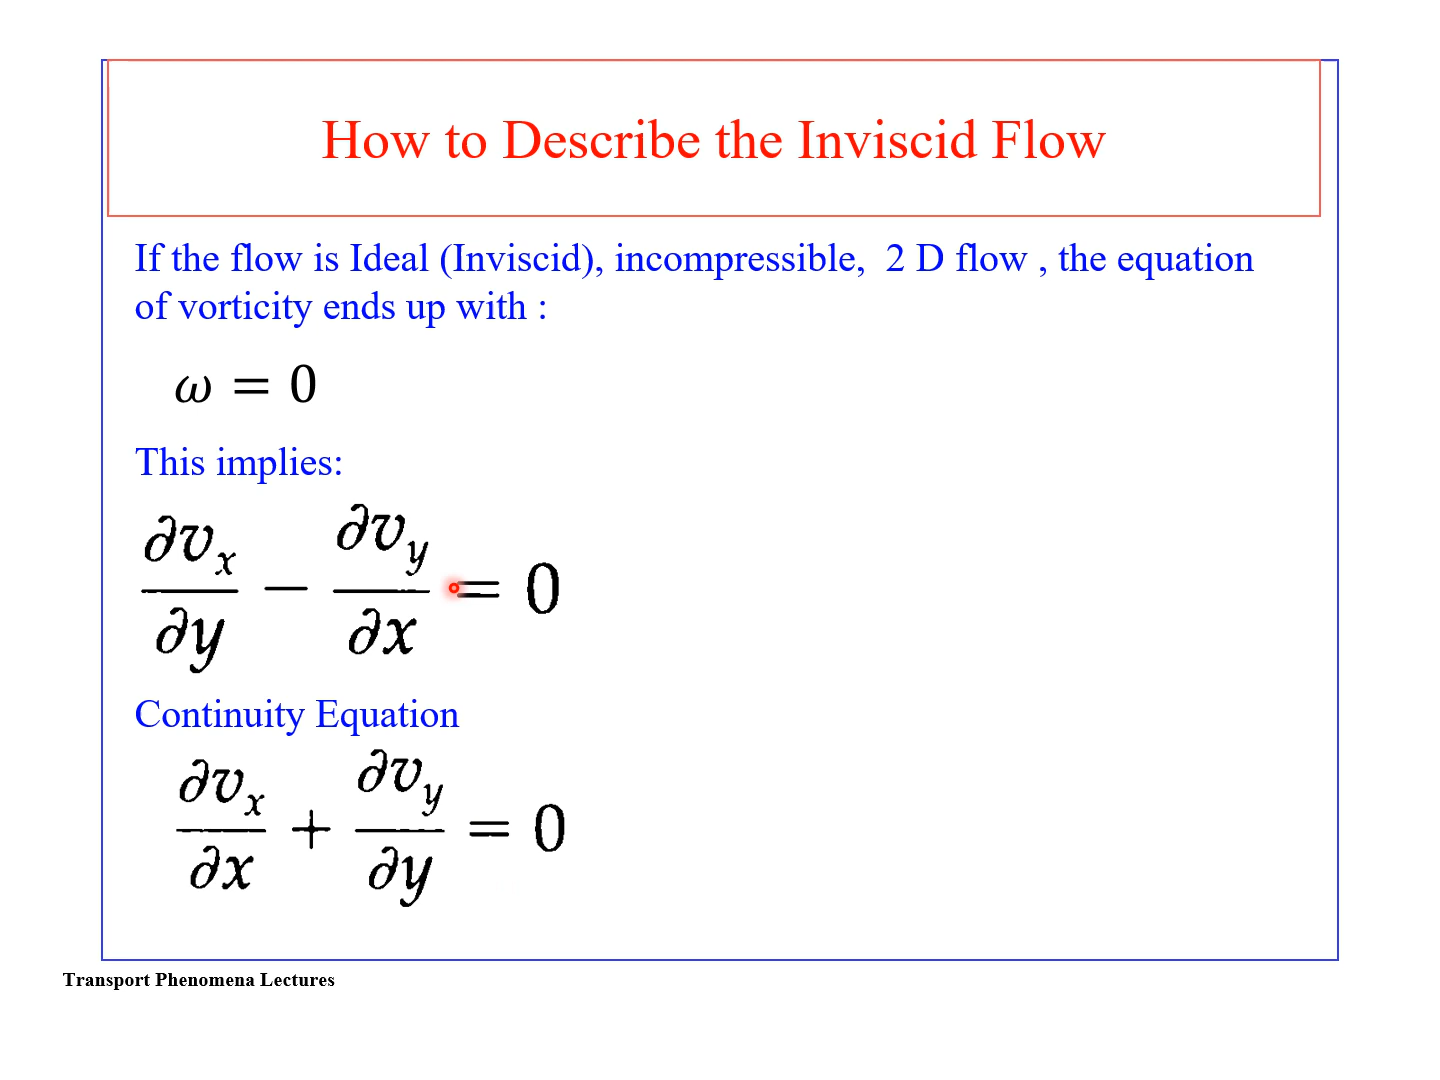 How to Describe the Inviscid Flow
If the flow is Ideal (Inviscid), incompressible,  2 D flow , the equation
of vorticity ends up with :
ω = 0
This implies:
∂v_x/∂y − ∂v_y/∂x = 0
Continuity Equation
∂v_x/∂x + ∂v_y/∂y = 0
Transport Phenomena Lectures